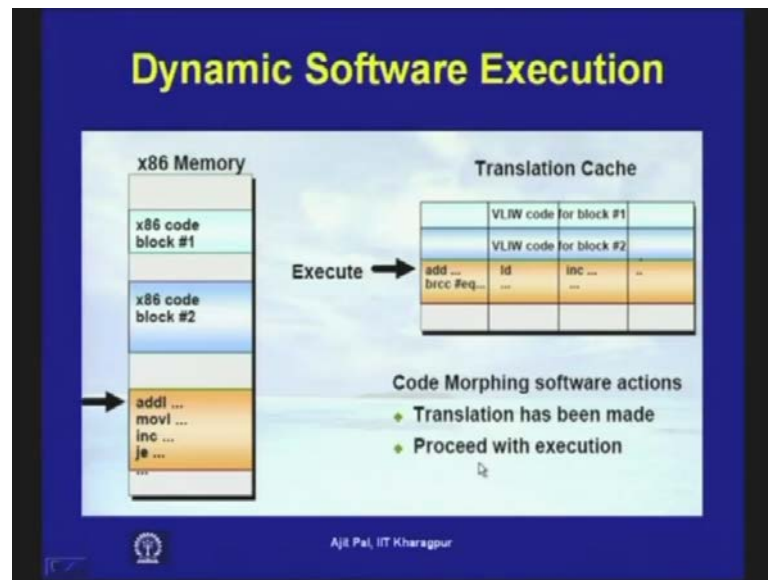 Dynamic Software Execution
x86 Memory
x86 code
block #1
x86 code
block #2
addl ...
movl ...
inc ...
je ...
...
Translation Cache
VLIW code for block #1
VLIW code for block #2
Execute
add ... ld inc ... ..
brcc #eq... ... ...
Code Morphing software actions
Translation has been made
Proceed with execution
Ajit Pal, IIT Kharagpur